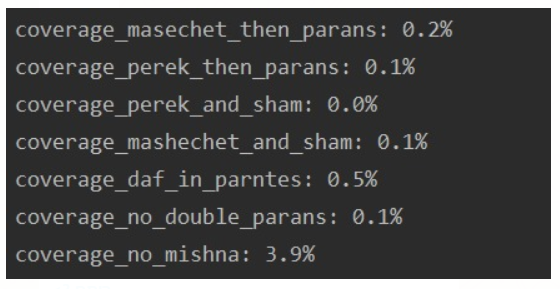 coverage_masechet_then_parans: 0.2%
coverage_perek_then_parans: 0.1%
coverage_perek_and_sham: 0.0%
coverage_mashechet_and_sham: 0.1%
coverage_daf_in_parntes: 0.5%
coverage_no_double_parans: 0.1%
coverage_no_mishna: 3.9%